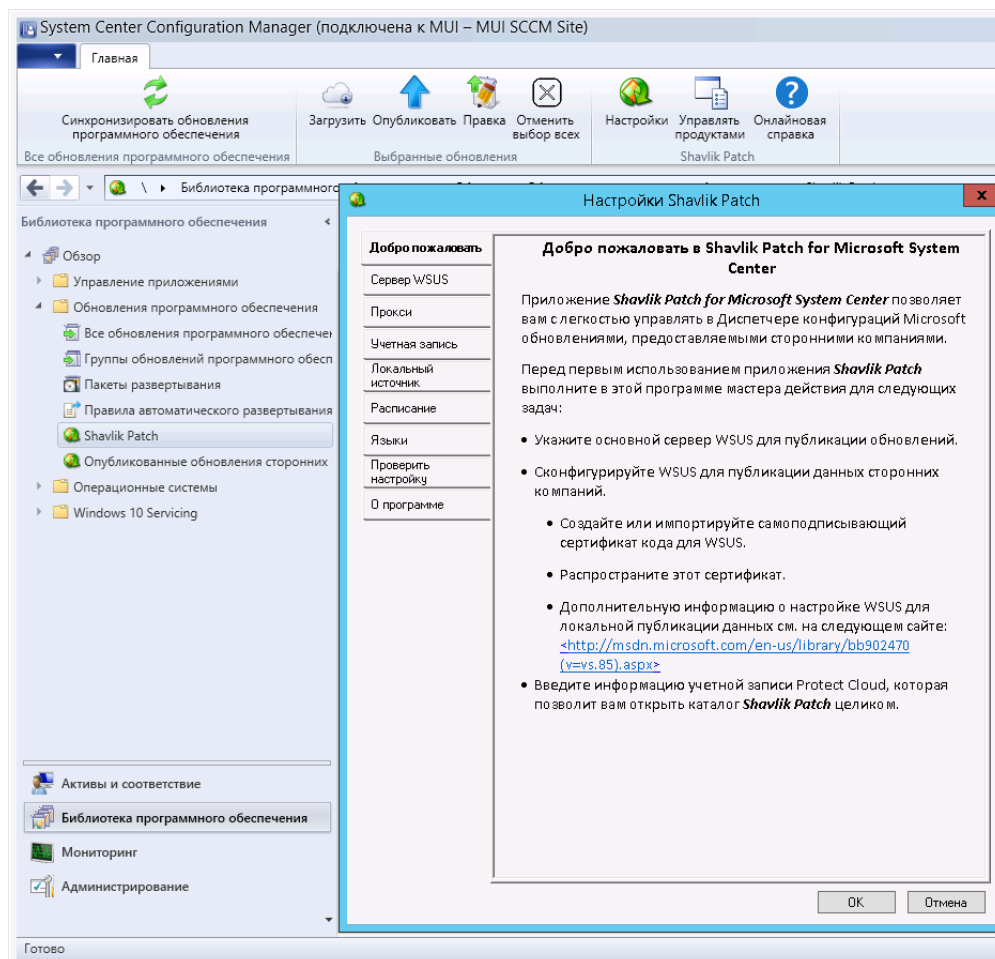 System Center Configuration Manager (подключена к MUI – MUI SCCM Site)
Главная
Синхронизировать обновления
программного обеспечения
Загрузить Опубликовать Правка Отменить
выбор всех
Настройки Управлять
продуктами
Онлайновая
справка
Все обновления программного обеспечения
Выбранные обновления
Shavlik Patch
\ Библиотека программног
Библиотека программного обеспечения
Обзор
Управление приложениями
Обновления программного обеспечения
Все обновления программного обеспечен
Группы обновлений программного обесп
Пакеты развертывания
Правила автоматического развертывания
Shavlik Patch
Опубликованные обновления сторонних
Операционные системы
Windows 10 Servicing
Активы и соответствие
Библиотека программного обеспечения
Мониторинг
Администрирование
Готово
Настройки Shavlik Patch
x
Добро пожаловать
Сервер WSUS
Прокси
Учетная запись
Локальный
источник
Расписание
Языки
Проверить
настройку
О программе
Добро пожаловать в Shavlik Patch for Microsoft System
Center
Приложение Shavlik Patch for Microsoft System Center позволяет
вам с легкостью управлять в Диспетчере конфигураций Microsoft
обновлениями, предоставляемыми сторонними компаниями.
Перед первым использованием приложения Shavlik Patch
выполните в этой программе мастера действия для следующих
задач:
• Укажите основной сервер WSUS для публикации обновлений.
• Сконфигурируйте WSUS для публикации данных сторонних
компаний.
• Создайте или импортируйте самоподписывающий
сертификат кода для WSUS.
• Распространите этот сертификат.
• Дополнительную информацию о настройке WSUS для
локальной публикации данных см. на следующем сайте:
<http://msdn.microsoft.com/en-us/library/bb902470
(v=vs.85).aspx>
• Введите информацию учетной записи Protect Cloud, которая
позволит вам открыть каталог Shavlik Patch целиком.
OK
Отмена